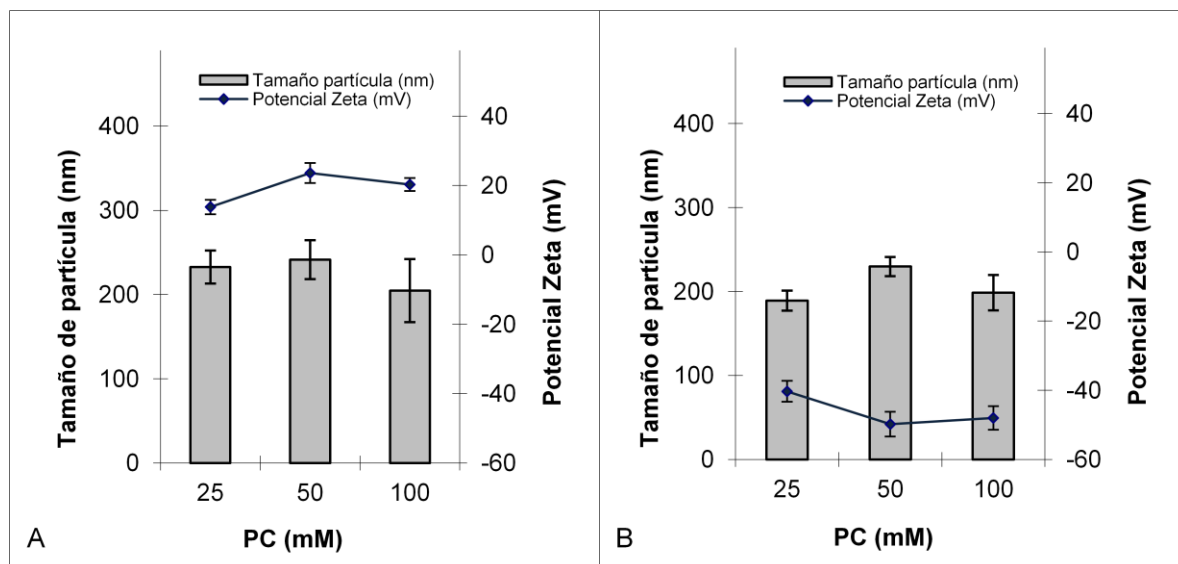 Tamaño partícula (nm)
Potencial Zeta (mV)
Tamaño de partícula (nm)
400
300
200
100
0
40
20
0
-20
-40
-60
Potencial Zeta (mV)
25 50 100
PC (mM)
A
Tamaño partícula (nm)
Potencial Zeta (mV)
Tamaño de partícula (nm)
400
300
200
100
0
40
20
0
-20
-40
-60
Potencial Zeta (mV)
25 50 100
PC (mM)
B